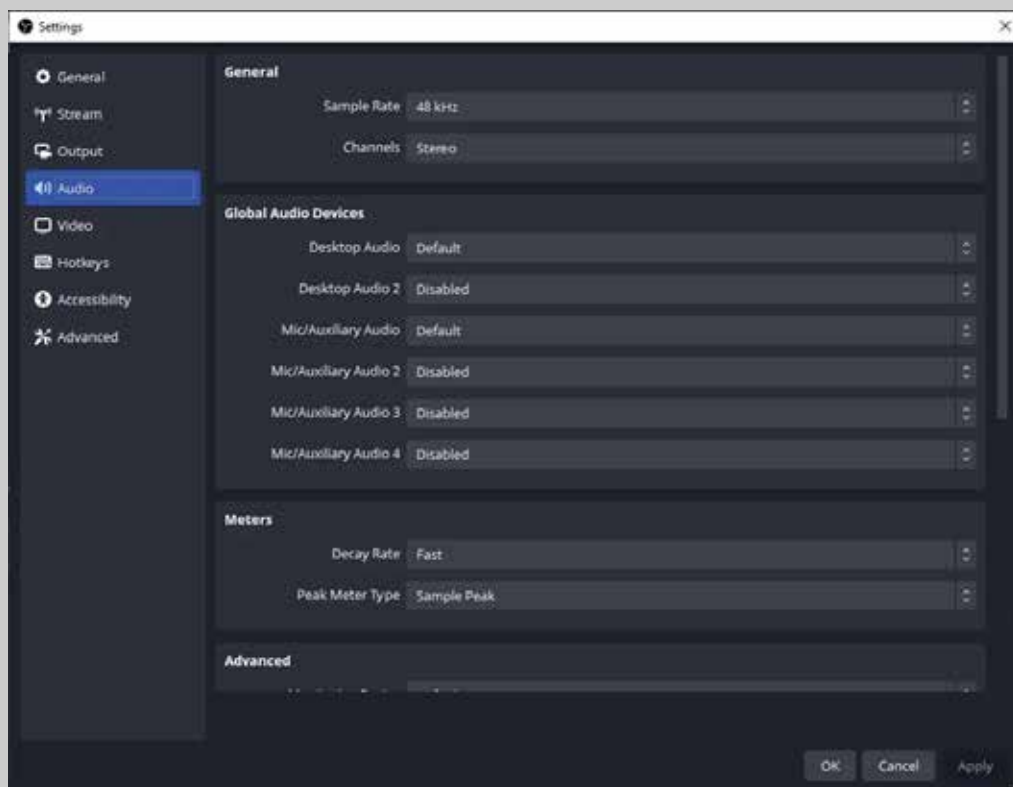 Settings
General
Stream
Output
Audio
Video
Hotkeys
Accessibility
Advanced
General
Sample Rate 48 kHz
Channels Stereo
Global Audio Devices
Desktop Audio Default
Desktop Audio 2 Disabled
Mic/Auxiliary Audio Default
Mic/Auxiliary Audio 2 Disabled
Mic/Auxiliary Audio 3 Disabled
Mic/Auxiliary Audio 4 Disabled
Meters
Decay Rate Fast
Peak Meter Type Sample Peak
Advanced
OK Cancel Apply